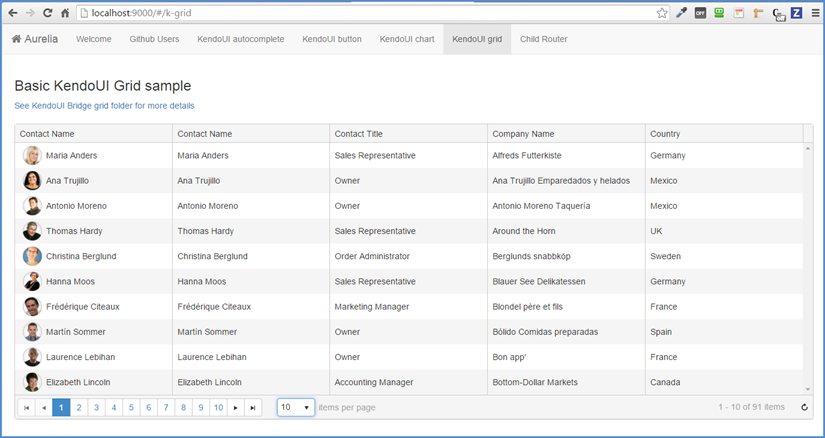 localhost:9000/#/k-grid
OFF
Off
Z
Aurelia Welcome Github Users KendoUI autocomplete KendoUI button KendoUI chart KendoUI grid Child Router
Basic KendoUI Grid sample
See KendoUI Bridge grid folder for more details
Contact Name Contact Name Contact Title Company Name Country
Maria Anders Maria Anders Sales Representative Alfreds Futterkiste Germany
Ana Trujillo Ana Trujillo Owner Ana Trujillo Emparedados y helados Mexico
Antonio Moreno Antonio Moreno Owner Antonio Moreno Taquería Mexico
Thomas Hardy Thomas Hardy Sales Representative Around the Horn UK
Christina Berglund Christina Berglund Order Administrator Berglunds snabbköp Sweden
Hanna Moos Hanna Moos Sales Representative Blauer See Delikatessen Germany
Frédérique Citeaux Frédérique Citeaux Marketing Manager Blondel père et fils France
Martín Sommer Martín Sommer Owner Bólido Comidas preparadas Spain
Laurence Lebihan Laurence Lebihan Owner Bon app' France
Elizabeth Lincoln Elizabeth Lincoln Accounting Manager Bottom-Dollar Markets Canada
1 2 3 4 5 6 7 8 9 10 10 items per page 1 - 10 of 91 items